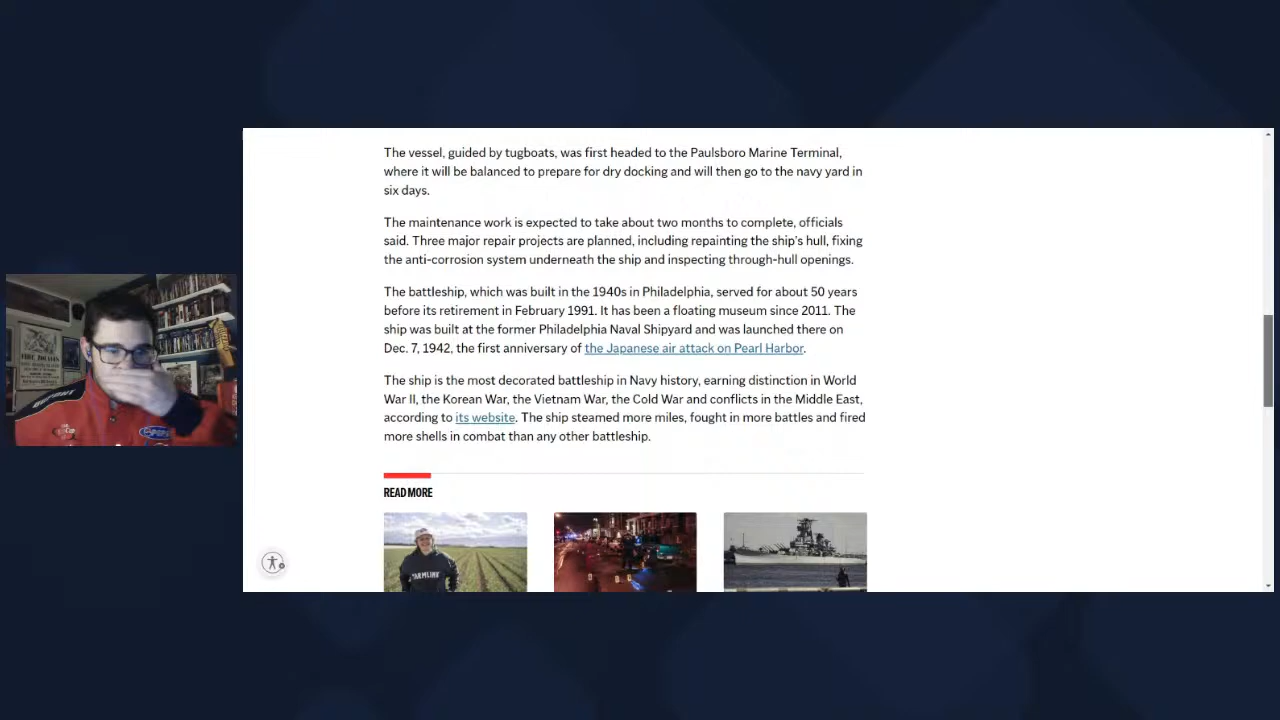 The vessel, guided by tugboats, was first headed to the Paulsboro Marine Terminal,
where it will be balanced to prepare for dry docking and will then go to the navy yard in
six days.
The maintenance work is expected to take about two months to complete, officials
said. Three major repair projects are planned, including repainting the ship's hull, fixing
the anti-corrosion system underneath the ship and inspecting through-hull openings.
The battleship, which was built in the 1940s in Philadelphia, served for about 50 years
before its retirement in February 1991. It has been a floating museum since 2011. The
ship was built at the former Philadelphia Naval Shipyard and was launched there on
Dec. 7, 1942, the first anniversary of the Japanese air attack on Pearl Harbor.
The ship is the most decorated battleship in Navy history, earning distinction in World
War II, the Korean War, the Vietnam War, the Cold War and conflicts in the Middle East,
according to its website. The ship steamed more miles, fought in more battles and fired
more shells in combat than any other battleship.
READ MORE
PEPSI